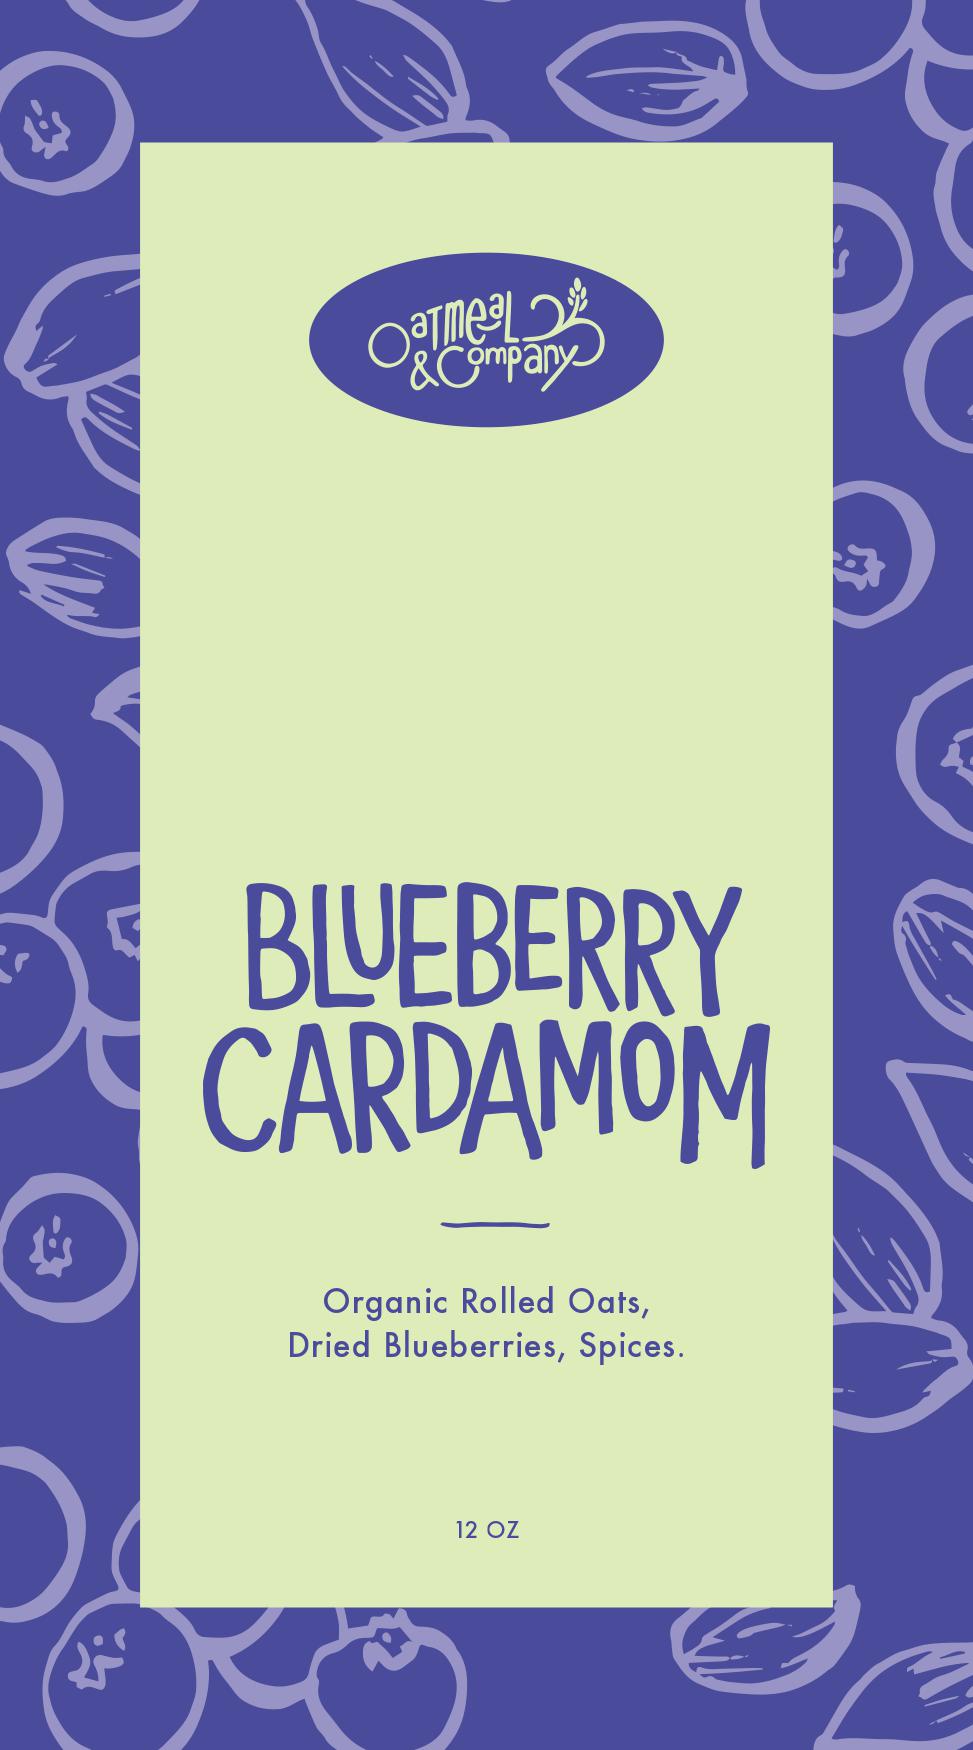 Oatmeal
& Company
BLUEBERRY
CARDAMOM
Organic Rolled Oats,
Dried Blueberries, Spices.
12 OZ